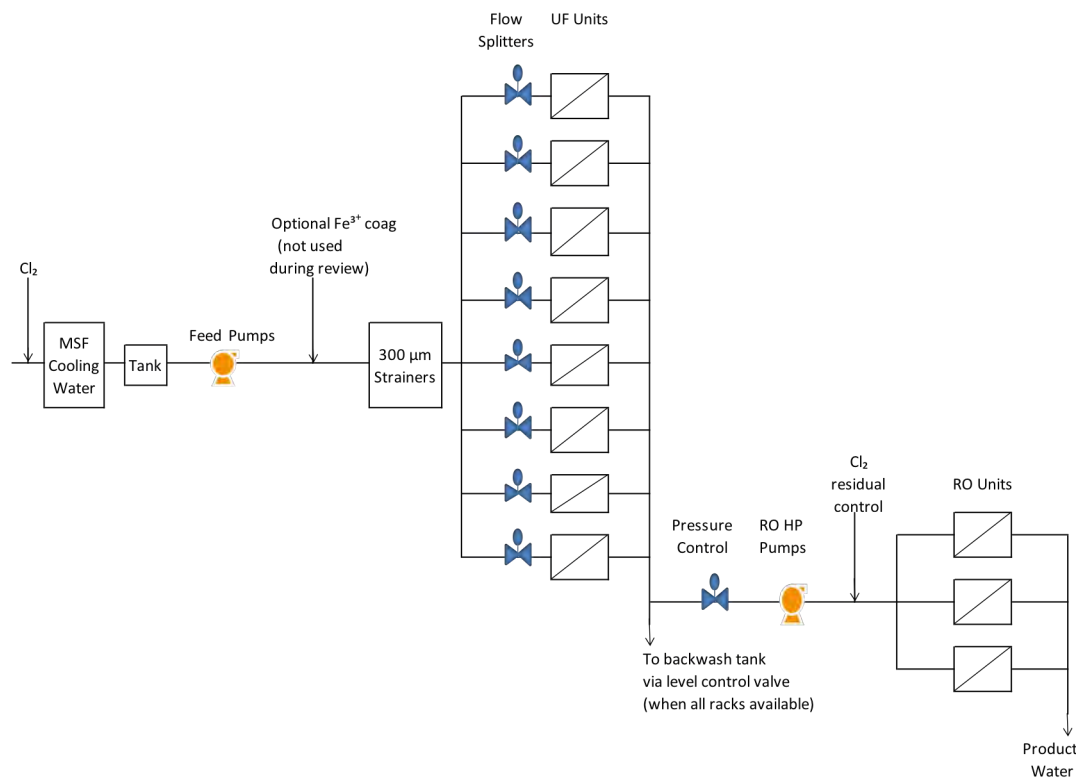 Flow
Splitters
UF Units
Optional Fe³⁺ coag
(not used
during review)
Cl₂
MSF
Cooling
Water
Tank
Feed Pumps
300 µm
Strainers
Cl₂
residual
control
RO Units
Pressure
Control
RO HP
Pumps
To backwash tank
via level control valve
(when all racks available)
Product
Water